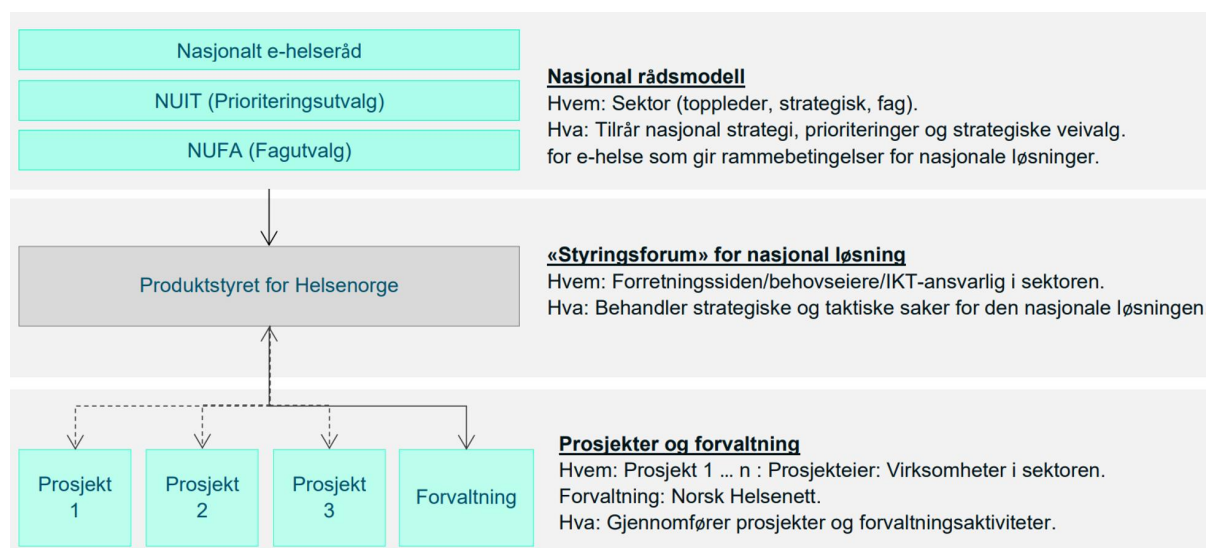 Nasjonalt e-helseråd
NUIT (Prioriteringsutvalg)
NUFA (Fagutvalg)
Nasjonal rådsmodell
Hvem: Sektor (toppleder, strategisk, fag).
Hva: Tilrår nasjonal strategi, prioriteringer og strategiske veivalg.
for e-helse som gir rammebetingelser for nasjonale løsninger.
Produktstyret for Helsenorge
«Styringsforum» for nasjonal løsning
Hvem: Forretningssiden/behovseiere/IKT-ansvarlig i sektoren.
Hva: Behandler strategiske og taktiske saker for den nasjonale løsningen
Prosjekt
1
Prosjekt
2
Prosjekt
3
Forvaltning
Prosjekter og forvaltning
Hvem: Prosjekt 1 ... n : Prosjekteier: Virksomheter i sektoren.
Forvaltning: Norsk Helsenett.
Hva: Gjennomfører prosjekter og forvaltningsaktiviteter.